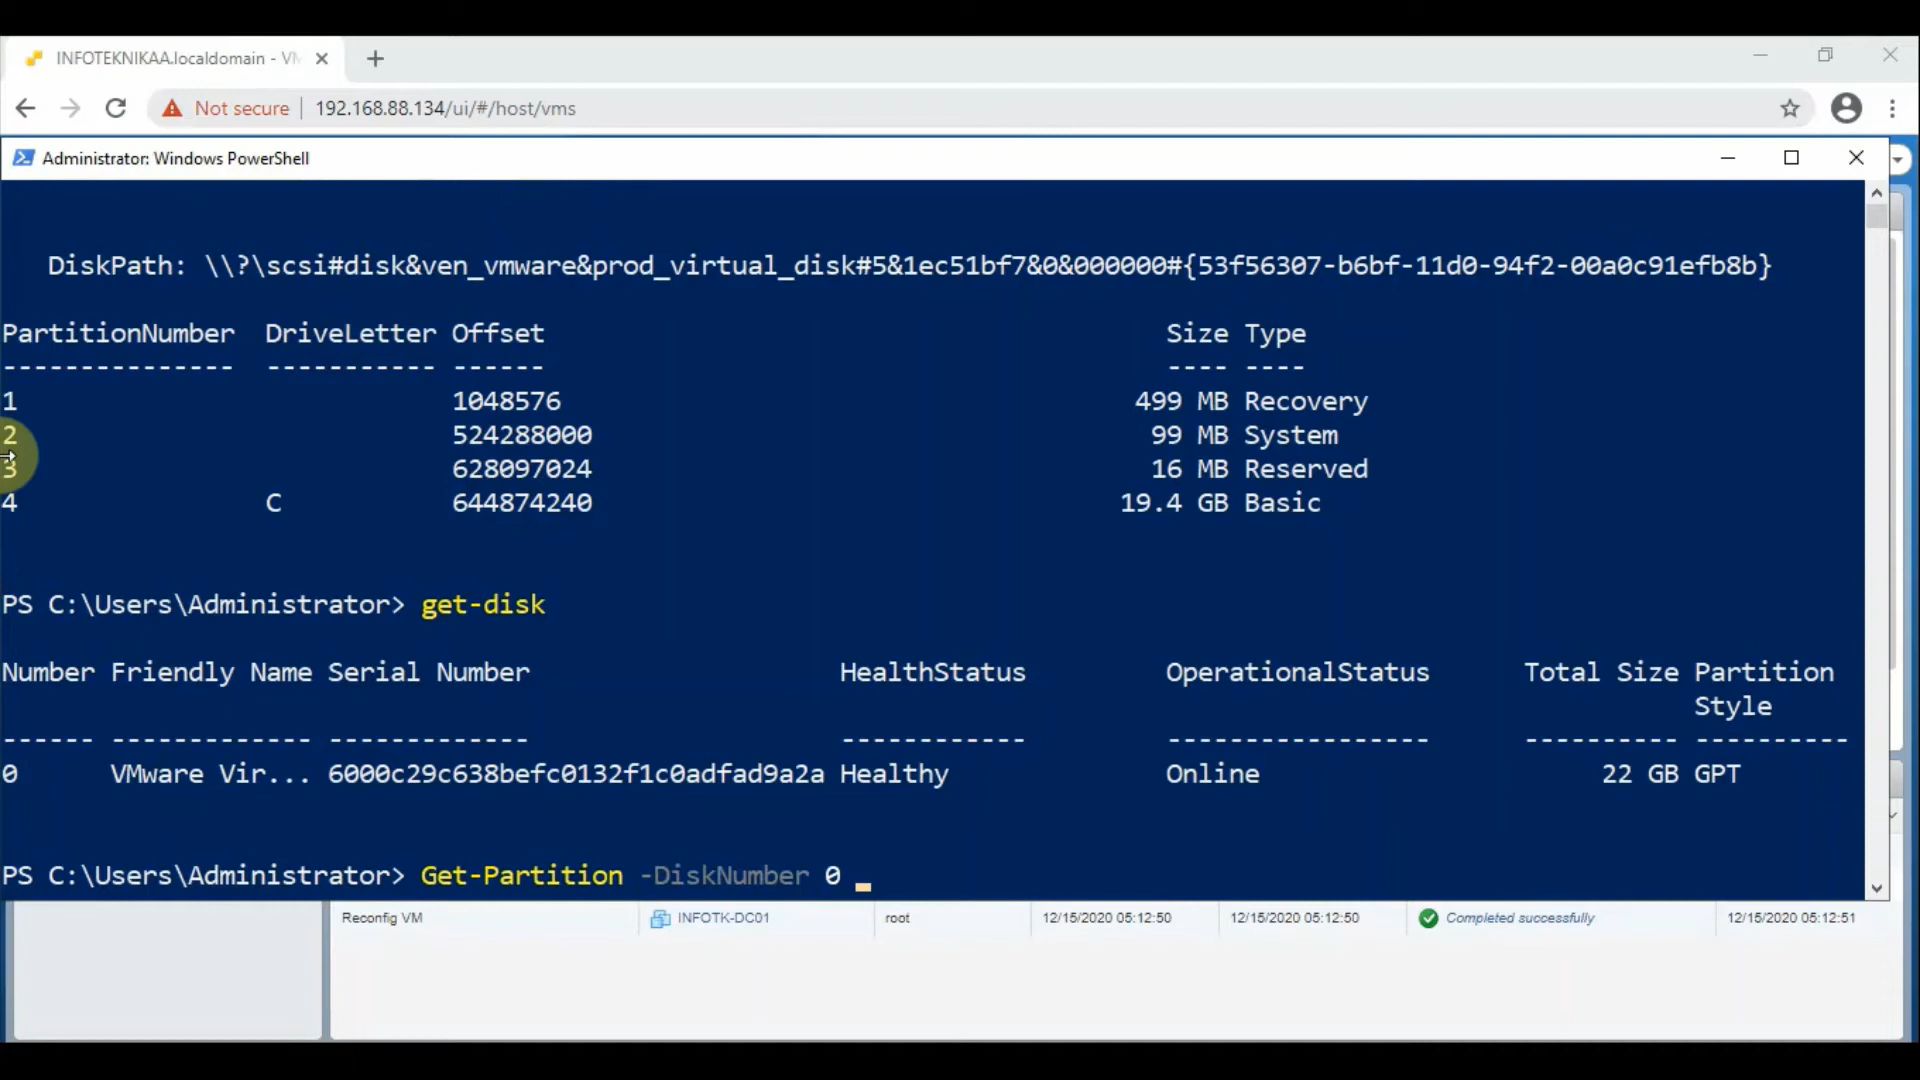 INFOTEKNIKAA.localdomain - VM
Not secure 192.168.88.134/ui/#/host/vms
Administrator: Windows PowerShell
DiskPath: \\?\scsi#disk&ven_vmware&prod_virtual_disk#5&1ec51bf7&0&000000#{53f56307-b6bf-11d0-94f2-00a0c91efb8b}
PartitionNumber DriveLetter Offset Size Type
--------------- ----------- ------ ---- ----
1 1048576 499 MB Recovery
2 524288000 99 MB System
3 628097024 16 MB Reserved
4 C 644874240 19.4 GB Basic
PS C:\Users\Administrator> get-disk
Number Friendly Name Serial Number HealthStatus OperationalStatus Total Size Partition
Style
------ ------------- ------------- ------------ ----------------- ---------- ----------
0 VMware Vir... 6000c29c638befc0132f1c0adfad9a2a Healthy Online 22 GB GPT
PS C:\Users\Administrator> Get-Partition -DiskNumber 0
Reconfig VM INFOTK-DC01 root 12/15/2020 05:12:50 12/15/2020 05:12:50 Completed successfully 12/15/2020 05:12:51